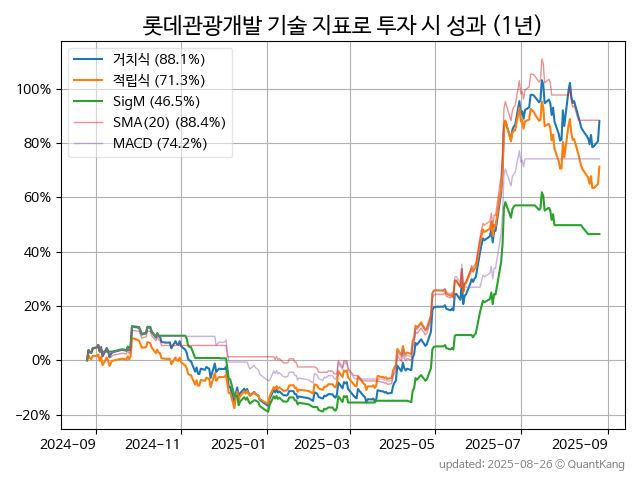 롯데관광개발 기술 지표로 투자 시 성과 (1년)
거치식 (88.1%)
적립식 (71.3%)
SigM (46.5%)
SMA(20) (88.4%)
MACD (74.2%)
100%
80%
60%
40%
20%
0%
−20%
2024-09 2024-11 2025-01 2025-03 2025-05 2025-07 2025-09
updated: 2025-08-26 © QuantKang